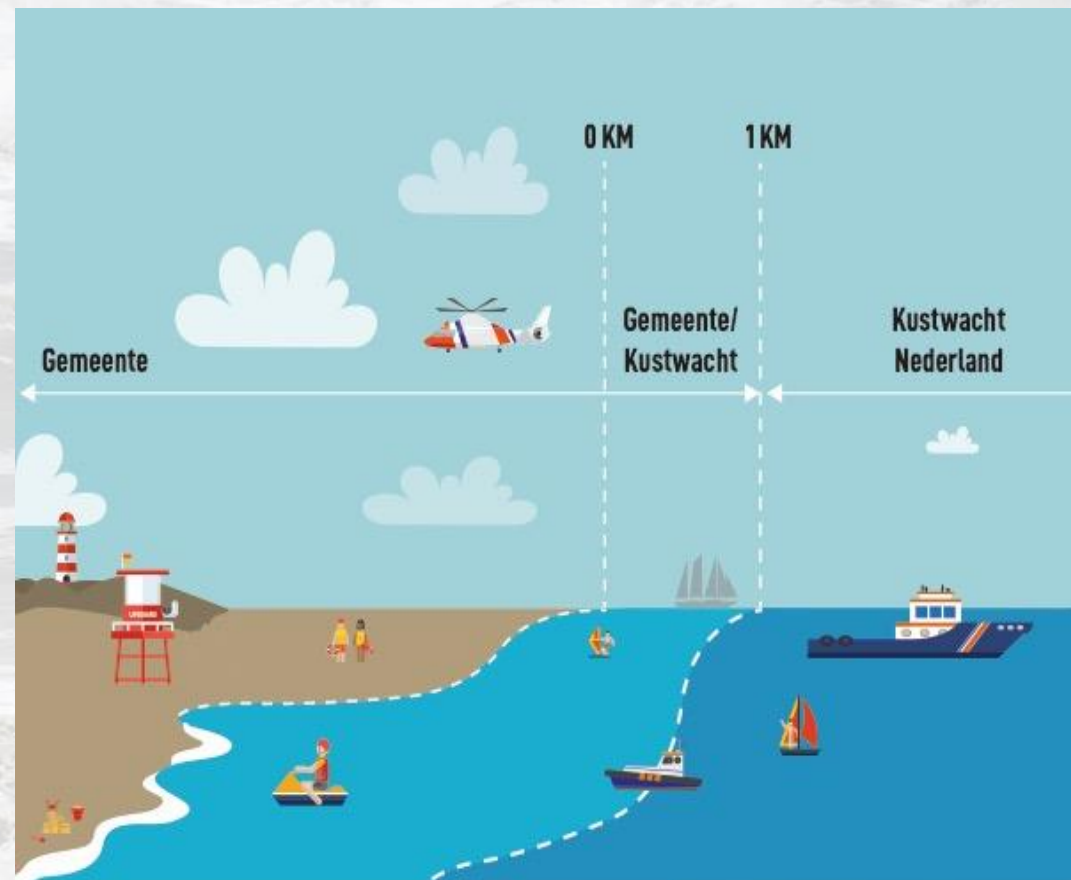 0 KM
1 KM
Gemeente
Gemeente/
Kustwacht
Kustwacht
Nederland